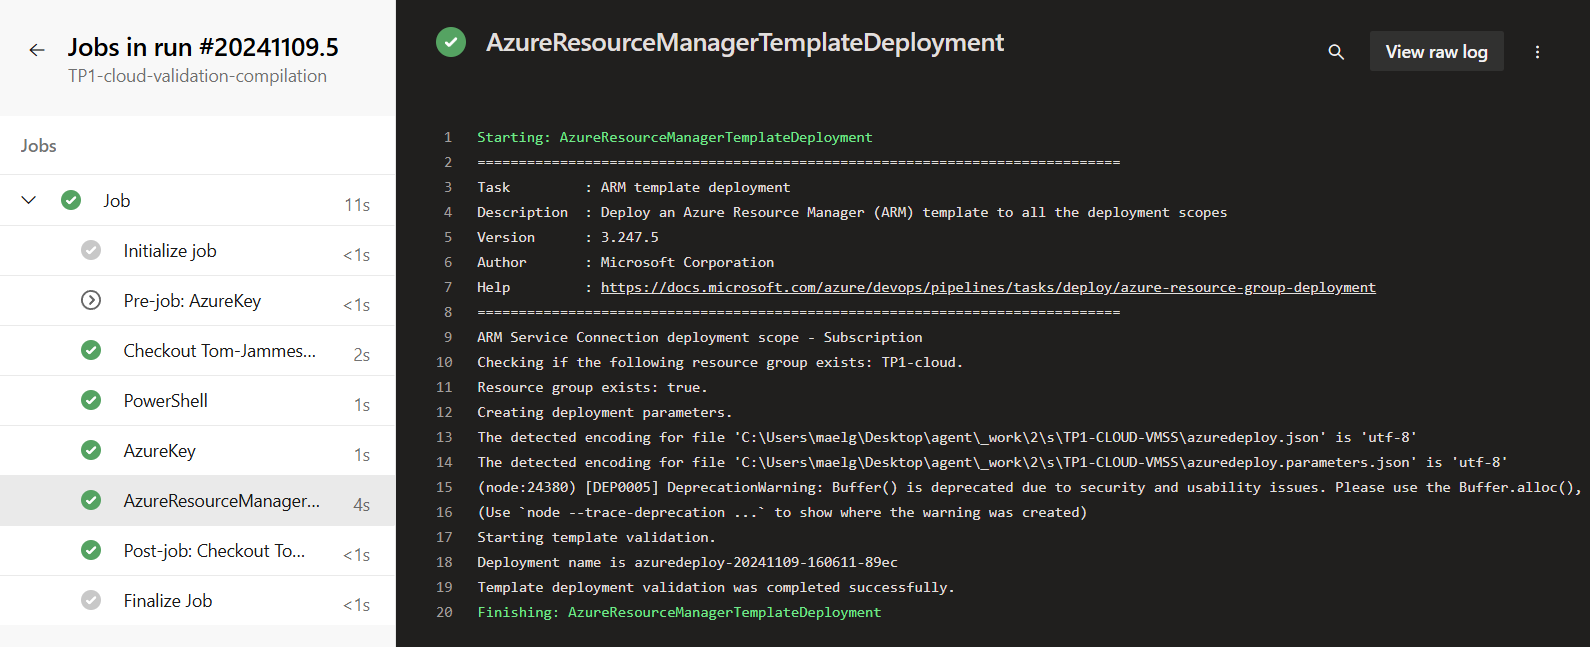 Jobs in run #20241109.5
TP1-cloud-validation-compilation
Jobs
Job 11s
Initialize job <1s
Pre-job: AzureKey <1s
Checkout Tom-Jammes... 2s
PowerShell 1s
AzureKey 1s
AzureResourceManager... 4s
Post-job: Checkout To... <1s
Finalize Job <1s
AzureResourceManagerTemplateDeployment
View raw log
1 Starting: AzureResourceManagerTemplateDeployment
2 ==============================================================================
3 Task : ARM template deployment
4 Description : Deploy an Azure Resource Manager (ARM) template to all the deployment scopes
5 Version : 3.247.5
6 Author : Microsoft Corporation
7 Help : https://docs.microsoft.com/azure/devops/pipelines/tasks/deploy/azure-resource-group-deployment
8 ==============================================================================
9 ARM Service Connection deployment scope - Subscription
10 Checking if the following resource group exists: TP1-cloud.
11 Resource group exists: true.
12 Creating deployment parameters.
13 The detected encoding for file 'C:\Users\maelg\Desktop\agent\_work\2\s\TP1-CLOUD-VMSS\azuredeploy.json' is 'utf-8'
14 The detected encoding for file 'C:\Users\maelg\Desktop\agent\_work\2\s\TP1-CLOUD-VMSS\azuredeploy.parameters.json' is 'utf-8'
15 (node:24380) [DEP0005] DeprecationWarning: Buffer() is deprecated due to security and usability issues. Please use the Buffer.alloc(),
16 (Use `node --trace-deprecation ...` to show where the warning was created)
17 Starting template validation.
18 Deployment name is azuredeploy-20241109-160611-89ec
19 Template deployment validation was completed successfully.
20 Finishing: AzureResourceManagerTemplateDeployment